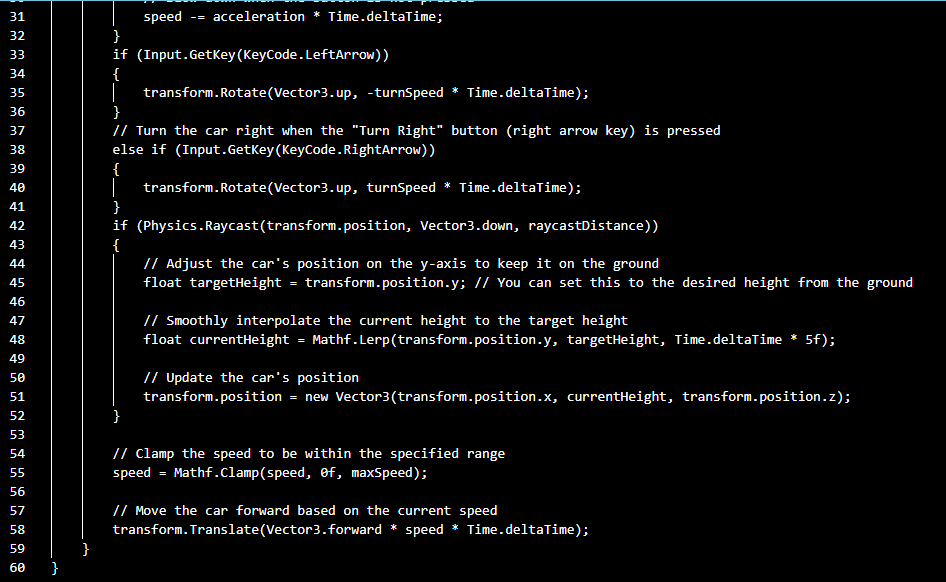 31 speed -= acceleration * Time.deltaTime;
32 }
33 if (Input.GetKey(KeyCode.LeftArrow))
34 {
35 transform.Rotate(Vector3.up, -turnSpeed * Time.deltaTime);
36 }
37 // Turn the car right when the "Turn Right" button (right arrow key) is pressed
38 else if (Input.GetKey(KeyCode.RightArrow))
39 {
40 transform.Rotate(Vector3.up, turnSpeed * Time.deltaTime);
41 }
42 if (Physics.Raycast(transform.position, Vector3.down, raycastDistance))
43 {
44 // Adjust the car's position on the y-axis to keep it on the ground
45 float targetHeight = transform.position.y; // You can set this to the desired height from the ground
46
47 // Smoothly interpolate the current height to the target height
48 float currentHeight = Mathf.Lerp(transform.position.y, targetHeight, Time.deltaTime * 5f);
49
50 // Update the car's position
51 transform.position = new Vector3(transform.position.x, currentHeight, transform.position.z);
52 }
53
54 // Clamp the speed to be within the specified range
55 speed = Mathf.Clamp(speed, 0f, maxSpeed);
56
57 // Move the car forward based on the current speed
58 transform.Translate(Vector3.forward * speed * Time.deltaTime);
59 }
60 }